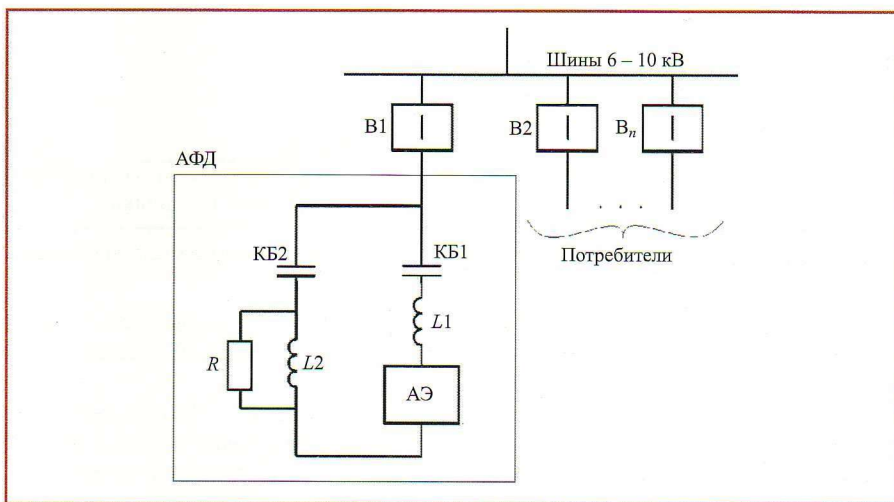 Шины 6 – 10 кВ
В1
В2
Вn
АФД
КБ2
КБ1
Потребители
L1
R
L2
АЭ